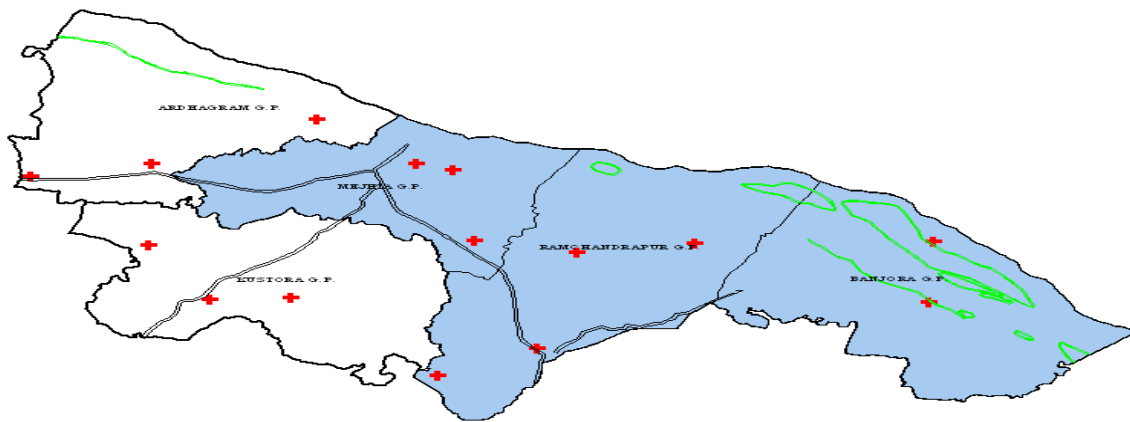 ARDHAGRAM G.P.
MEJHIA G.P.
RAMCHANDRAPUR G.P.
KUSTORA G.P.
BANJORA G.P.